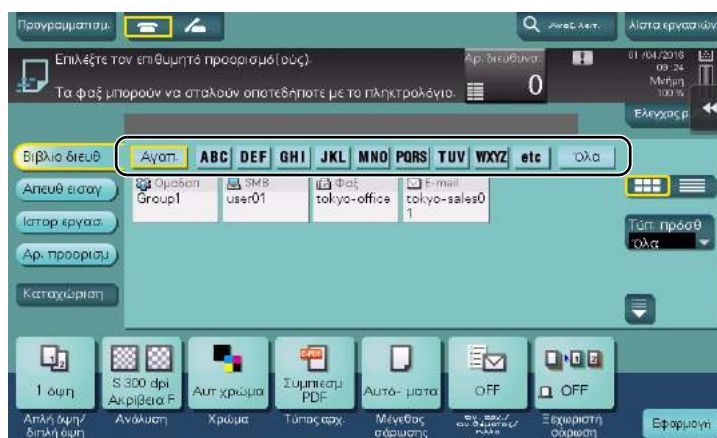 Προγραμματισμ.
Αναζ.λειτ.
Λίστα εργασιών
Επιλέξτε τον επιθυμητό προορισμό(ούς).
Τα φαξ μπορούν να σταλούν οποτεδήποτε με το πληκτρολόγιο.
Αρ. διευθυνσ.
0
01 /04/2016
09:24
Μνήμη
100 %
Έλεγχος ρ
Βιβλίο διευθ
Αγαπ.
ABC
DEF
GHI
JKL
MNO
PQRS
TUV
WXYZ
etc
Όλα
Απευθ εισαγ
Ιστορ εργασ.
Αρ. προορισμ
Καταχώριση
Ομαδοπ
Group1
SMB
user01
Φαξ
tokyo-office
E-mail
tokyo-sales0
1
Τύπ. πρόσθ
Όλα
1 όψη
S 300 dpi
Ακρίβεια F
Αυτ χρώμα
Συμπιεσμ
PDF
Αυτό- ματα
OFF
OFF
Απλή όψη/
διπλή όψη
Ανάλυση
Χρώμα
Τύπος αρχ.
Μέγεθος
σάρωσης
Ξεχωριστή
σάρωση
Εφαρμογή